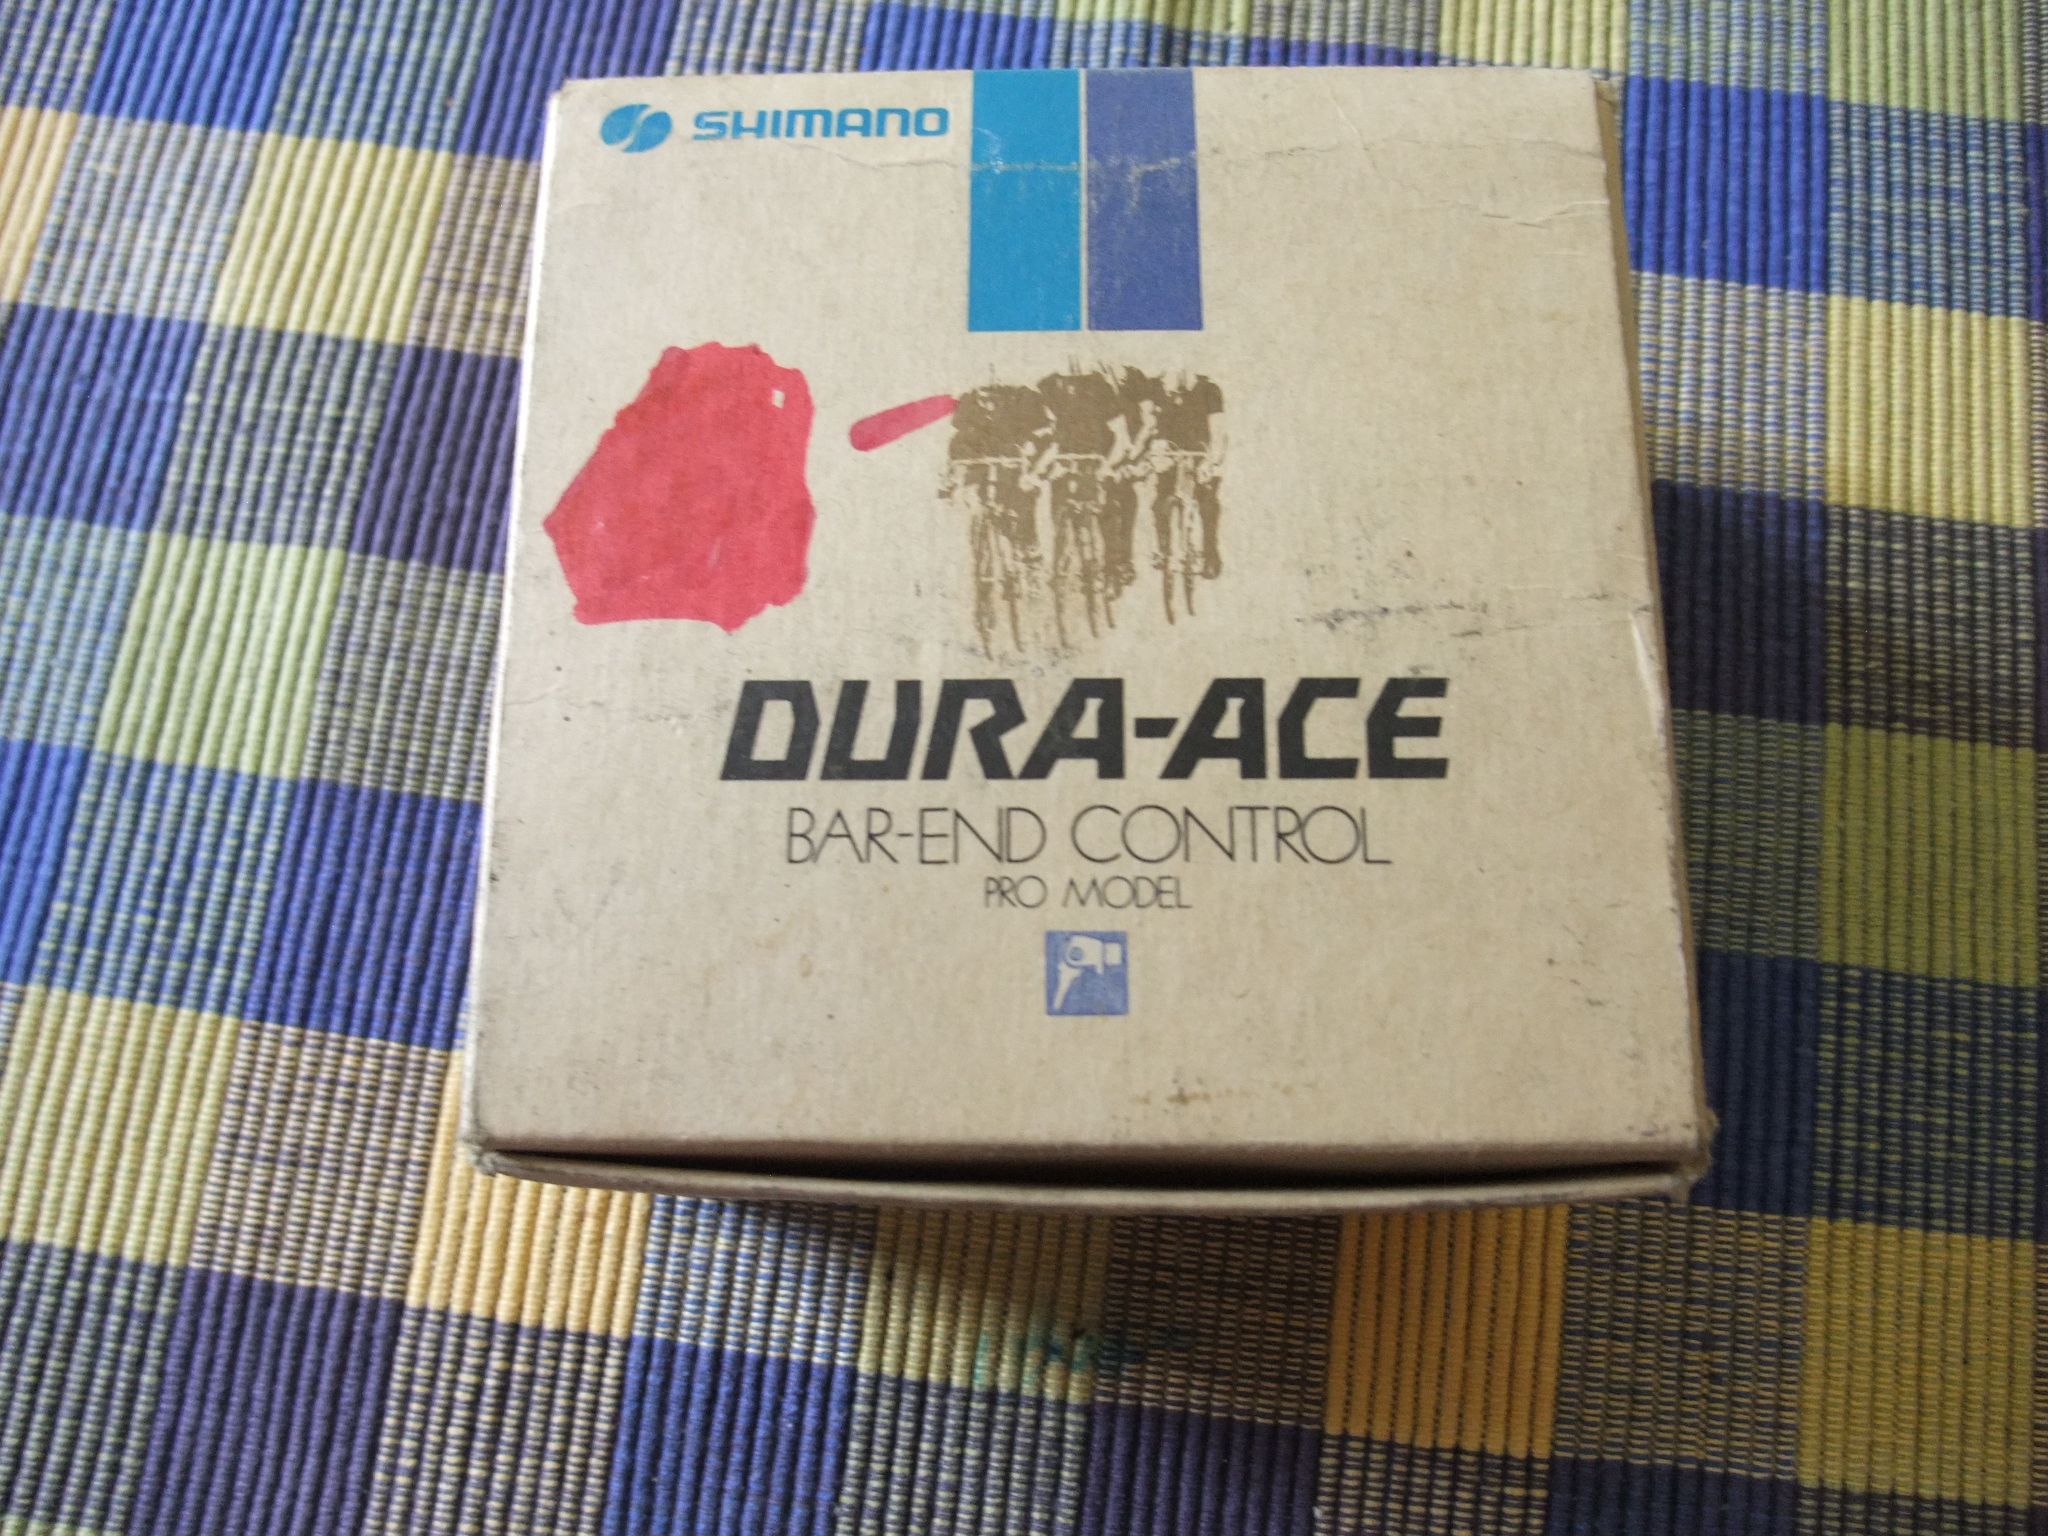 SHIMANO
DURA-ACE
BAR-END CONTROL
PRO MODEL